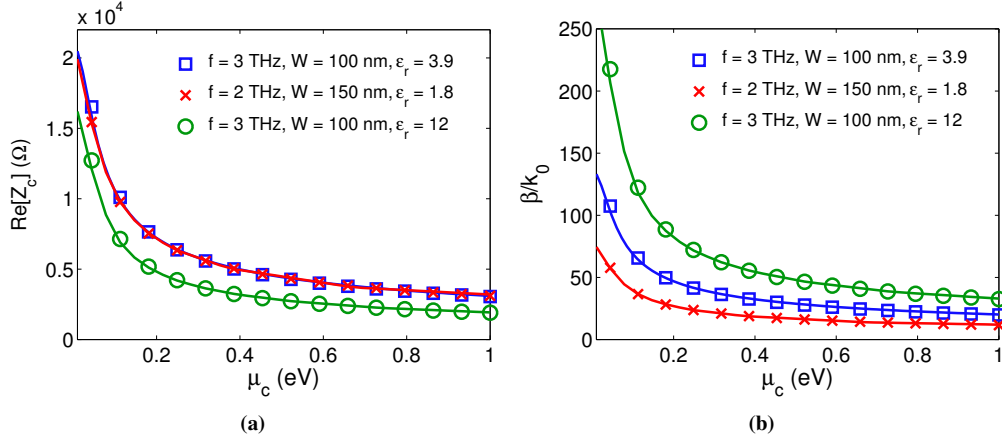 x 10⁴
2
1.5
1
0.5
0
0.2 0.4 0.6 0.8 1
Re[Z_c] (Ω)
μ_c (eV)
f = 3 THz, W = 100 nm, ε_r = 3.9
f = 2 THz, W = 150 nm, ε_r = 1.8
f = 3 THz, W = 100 nm, ε_r = 12
(a)
250
200
150
100
50
0
0.2 0.4 0.6 0.8 1
β/k₀
μ_c (eV)
f = 3 THz, W = 100 nm, ε_r = 3.9
f = 2 THz, W = 150 nm, ε_r = 1.8
f = 3 THz, W = 100 nm, ε_r = 12
(b)